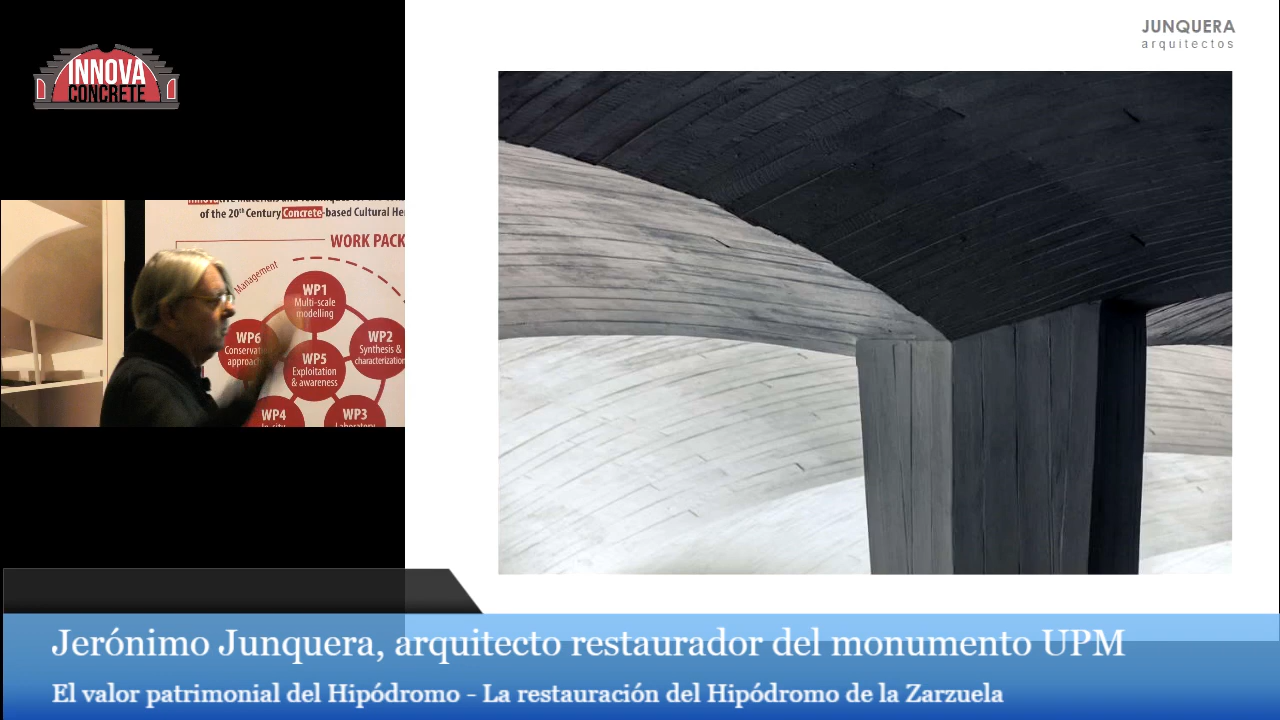 JUNQUERA
arquitectos
INNOVA
CONCRETE
of the 20th Century Concrete-based Cultural He
WORK PACK
Management
WP1
Multi-scale
modelling
WP6
WP2
Synthesis &
characterization
WP5
Exploitation
& awareness
WP4
WP3
Jerónimo Junquera, arquitecto restaurador del monumento UPM
El valor patrimonial del Hipódromo - La restauración del Hipódromo de la Zarzuela